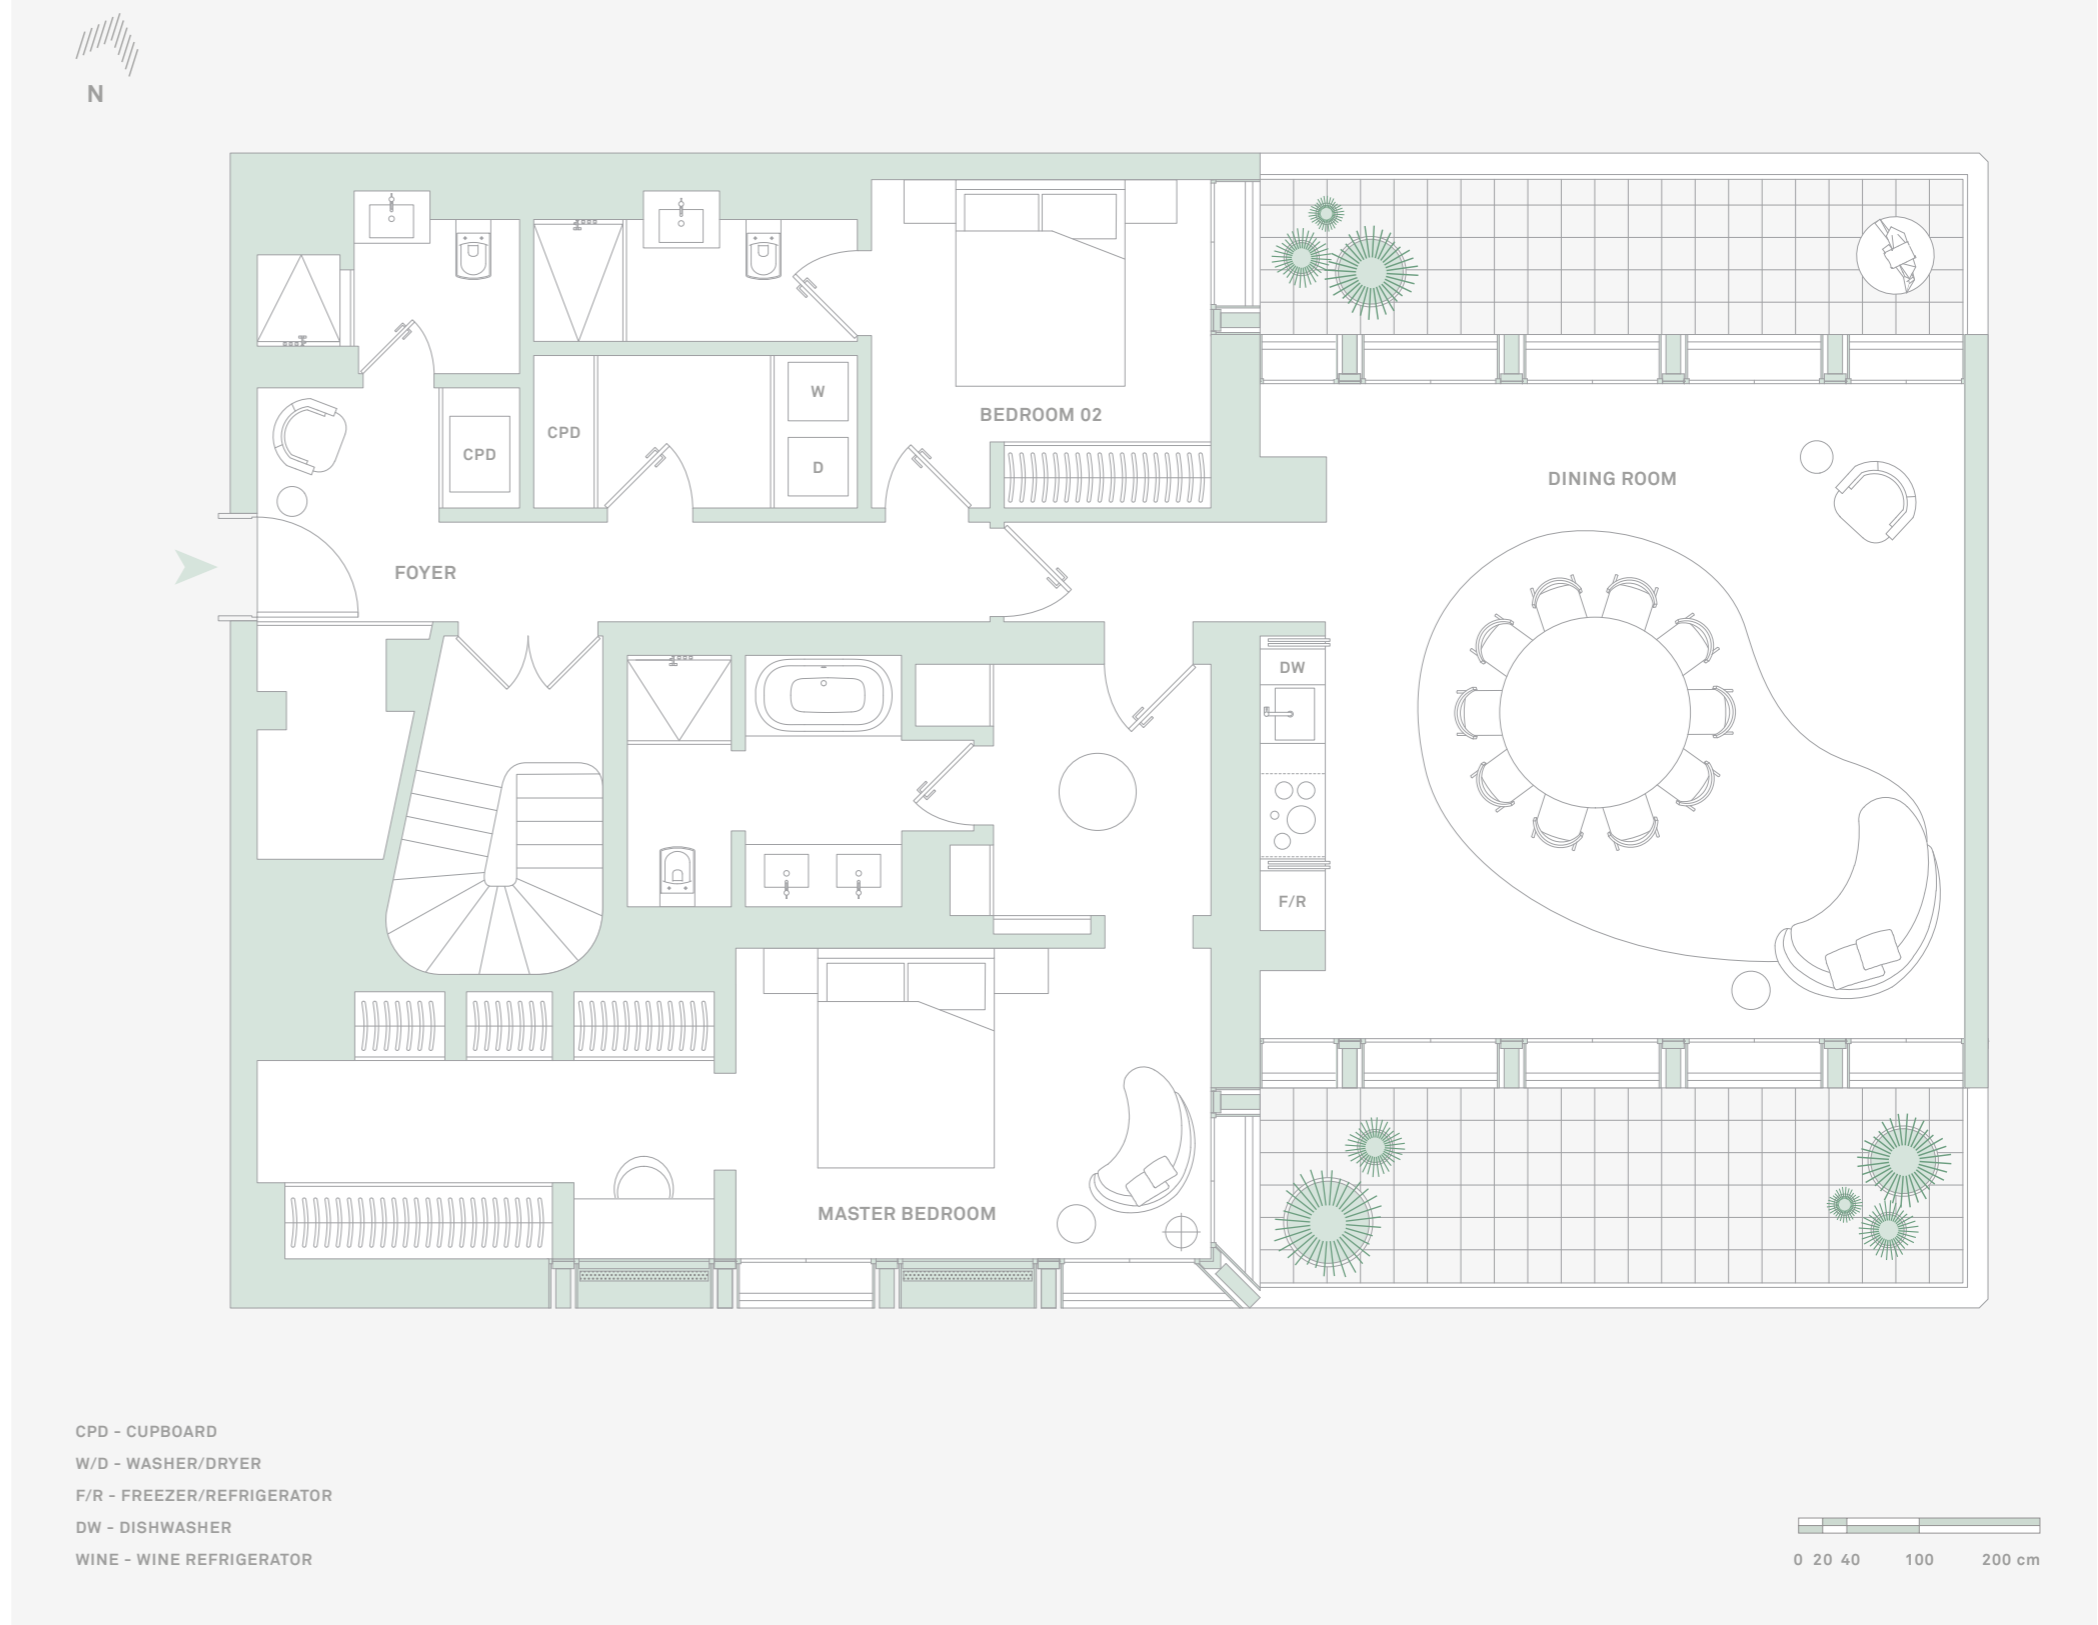 N
W
BEDROOM 02
CPD
CPD
D
DINING ROOM
FOYER
DW
F/R
MASTER BEDROOM
CPD - CUPBOARD
W/D - WASHER/DRYER
F/R - FREEZER/REFRIGERATOR
DW - DISHWASHER
WINE - WINE REFRIGERATOR
0 20 40 100 200 cm